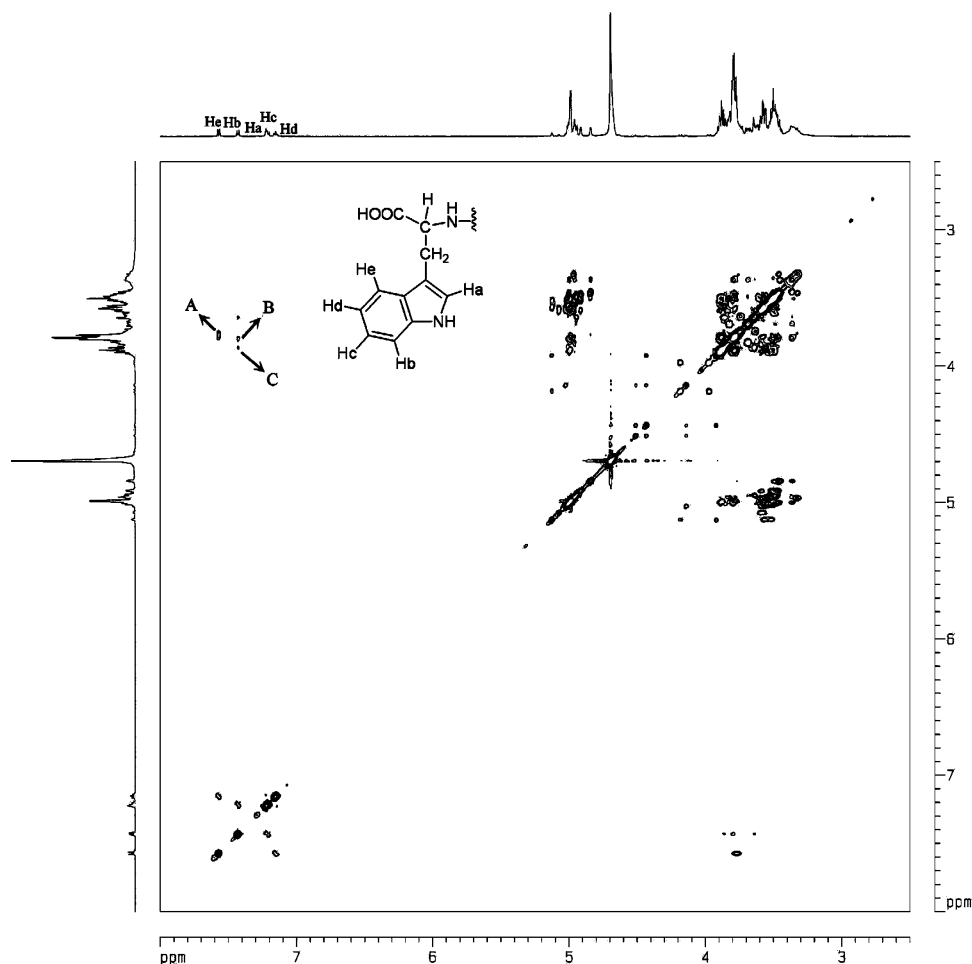 He Hb Ha Hc Hd
H
HOOC H
C N
CH₂
He
Ha
Hd
NH
Hc
Hb
A B
C
3
4
5
6
7
ppm
ppm 7 6 5 4 3